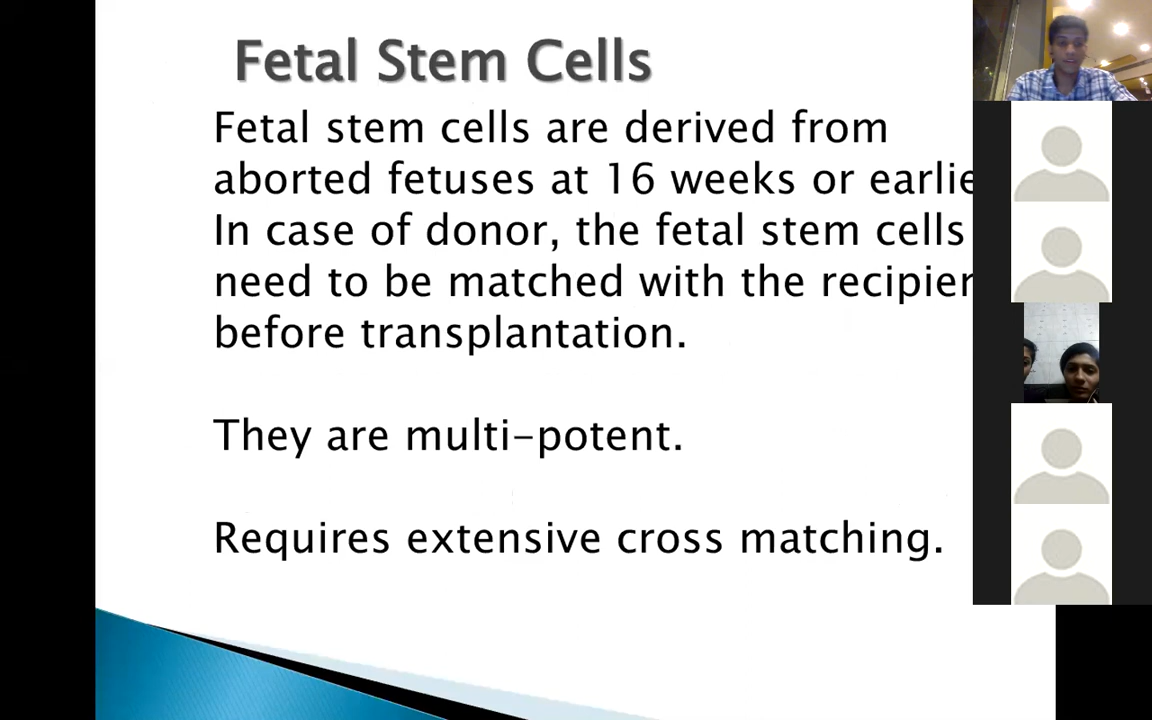 Fetal Stem Cells
Fetal stem cells are derived from
aborted fetuses at 16 weeks or
In case of donor, the fetal stem cells
need to be matched with the
before transplantation.
They are multi-potent.
Requires extensive cross matching.